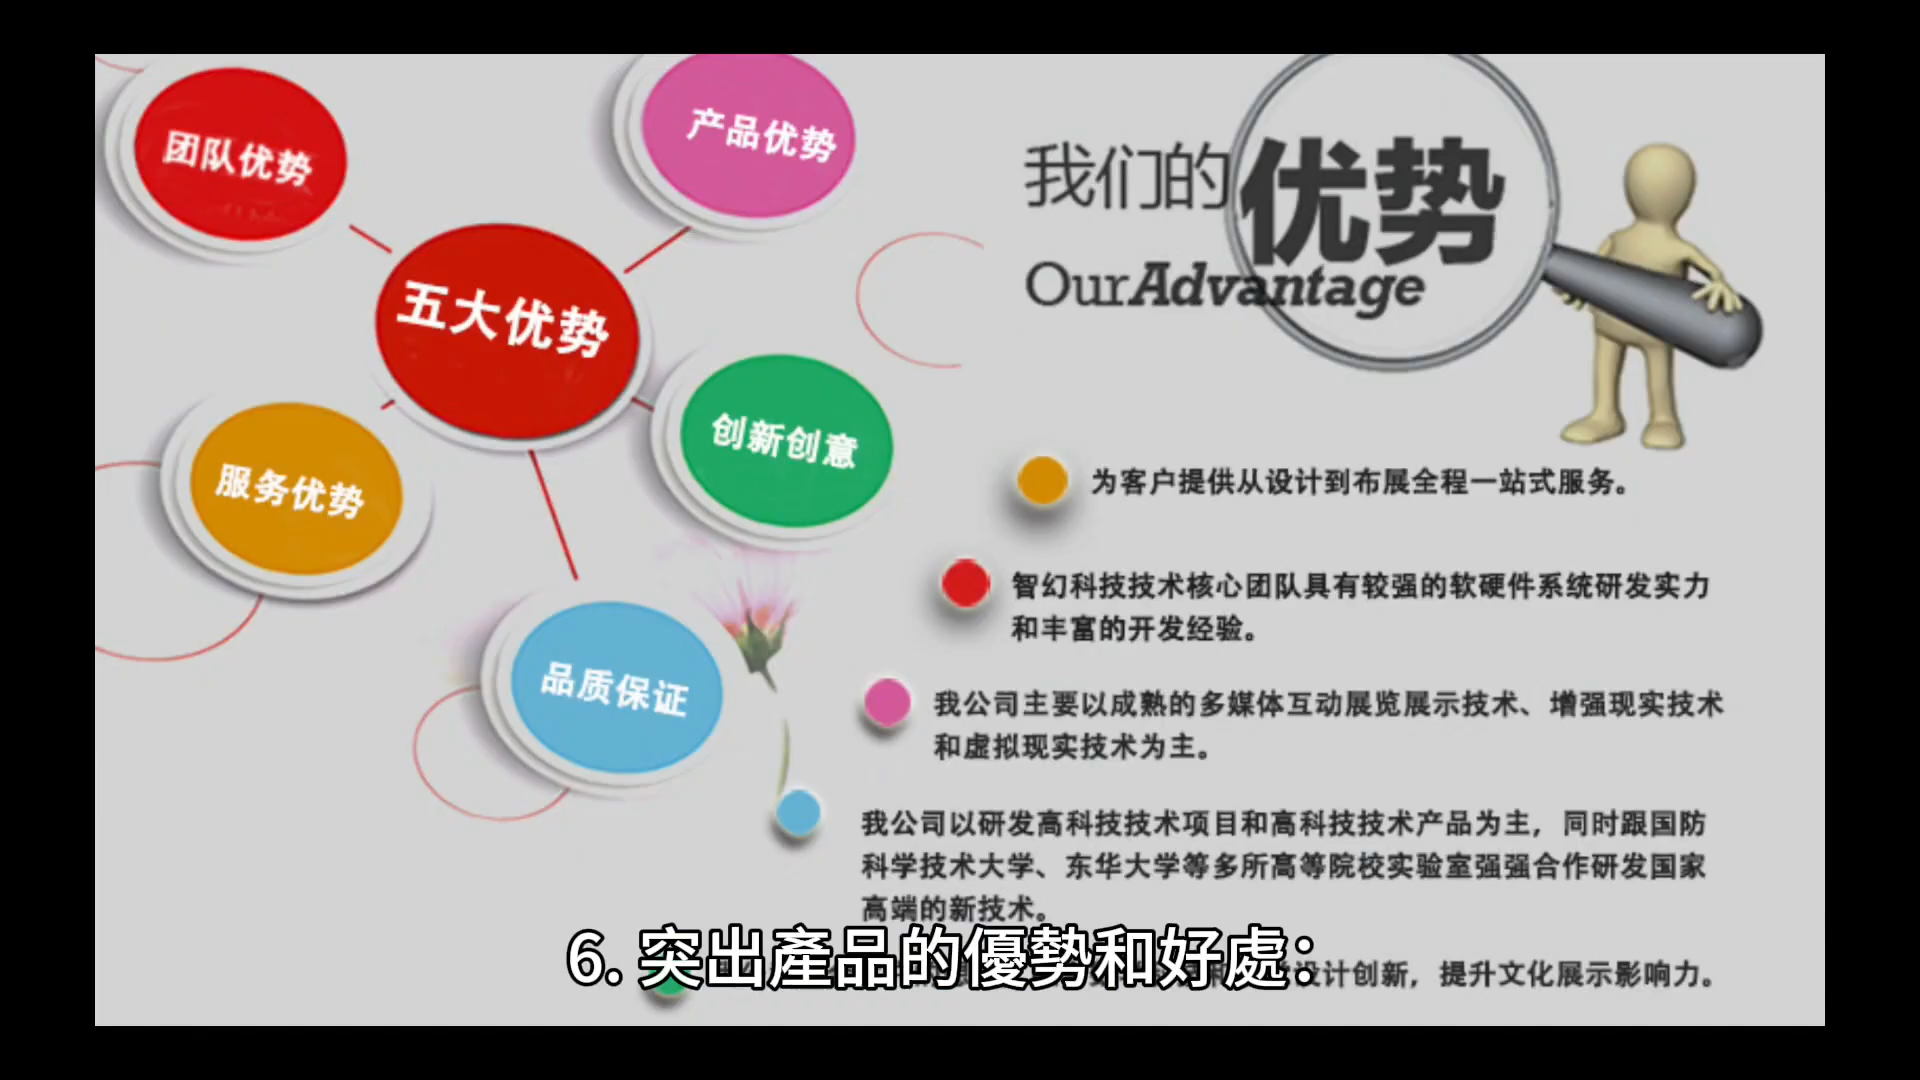 团队优势
产品优势
五大优势
创新创意
服务优势
品质保证
我们的优势
OurAdvantage
为客户提供从设计到布展全程一站式服务。
智幻科技技术核心团队具有较强的软硬件系统研发实力
和丰富的开发经验。
我公司主要以成熟的多媒体互动展览展示技术、增强现实技术
和虚拟现实技术为主。
我公司以研发高科技技术项目和高科技技术产品为主，同时跟国防
科学技术大学、东华大学等多所高等院校实验室强强合作研发国家
高端的新技术。
设计创新，提升文化展示影响力。
6. 突出產品的優勢和好處：